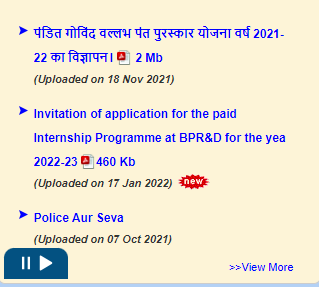 पंडित गोविंद वल्लभ पंत पुरस्कार योजना वर्ष 2021-
22 का विज्ञापन। 2 Mb
(Uploaded on 18 Nov 2021)
Invitation of application for the paid
Internship Programme at BPR&D for the yea
2022-23 460 Kb
(Uploaded on 17 Jan 2022) new
Police Aur Seva
(Uploaded on 07 Oct 2021)
>>View More